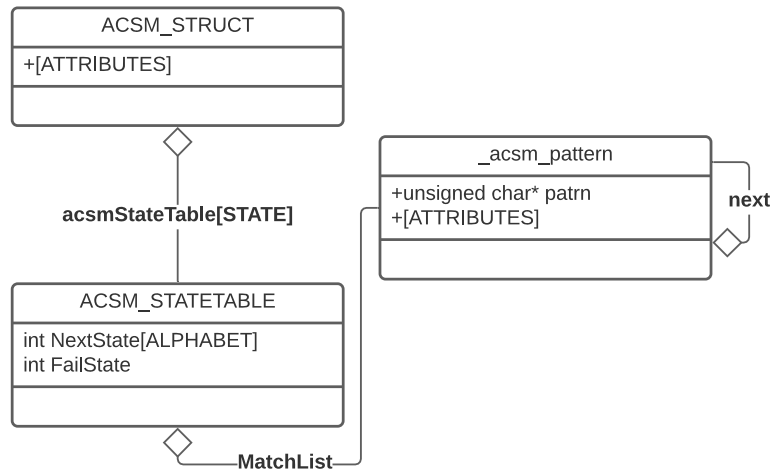 ACSM_STRUCT
+[ATTRIBUTES]
acsmStateTable[STATE]
ACSM_STATETABLE
int NextState[ALPHABET]
int FailState
MatchList
_acsm_pattern
+unsigned char* patrn
+[ATTRIBUTES]
next